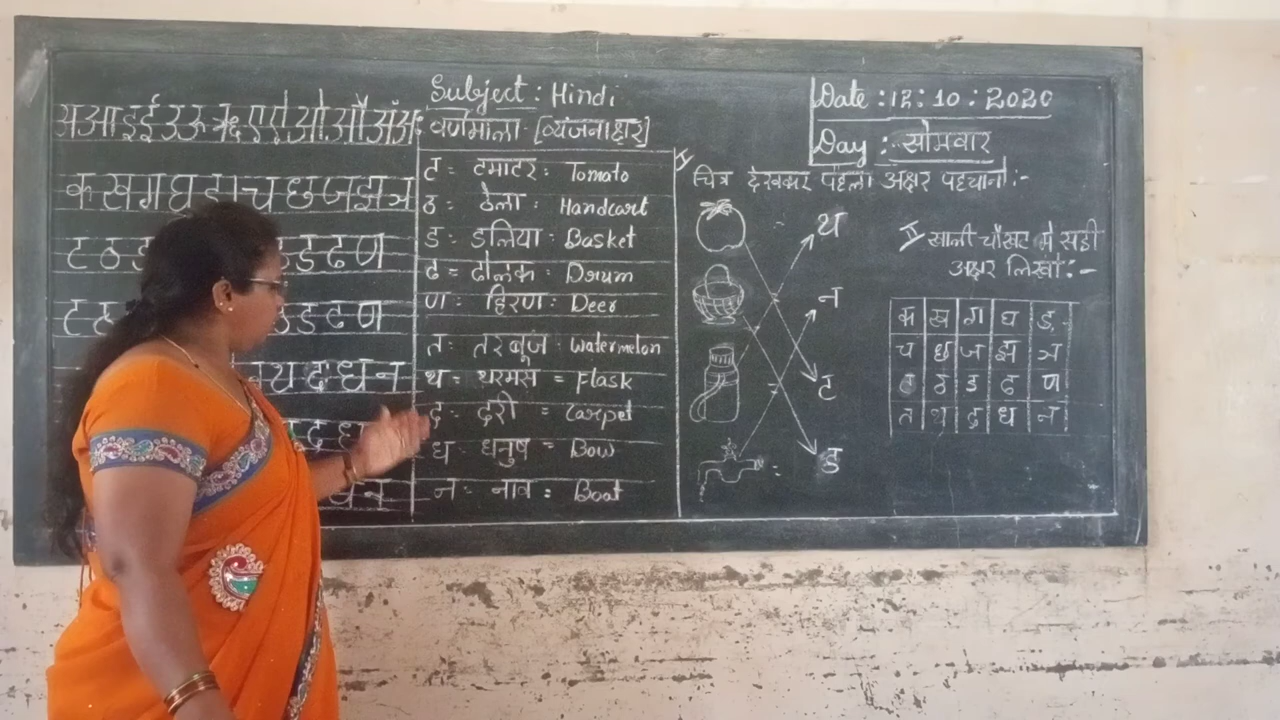 अ आ इ ई उ ऊ ऋ ए ऐ ओ औ अं अः
क ख ग घ ङ च छ ज झ ञ
ट ठ ड
ड ढ ण
ट ठ
ड ढ ण
थ द ध न
द ध
ध न
Subject : Hindi
वर्णमाला - [व्यंजनाक्षर]
ट = टमाटर : Tomato
ठ = ठेला : Handcart
ड = डलिया : Basket
ढ = ढोलक : Drum
ण = हिरण : Deer
त = तरबूज : Watermelon
थ = थरमस = Flask
द = दरी = Carpet
ध = धनुष = Bow
न = नाव = Boat
Date : 12 : 10 : 2020
Day : सोमवार
I चित्र देखकर पहला अक्षर पहचानो :-
थ
न
ट
ड
II खाली चौखट मे सही
अक्षर लिखो :-
क ख ग घ ङ
च छ ज झ ञ
ट ठ ड ढ ण
त थ द ध न